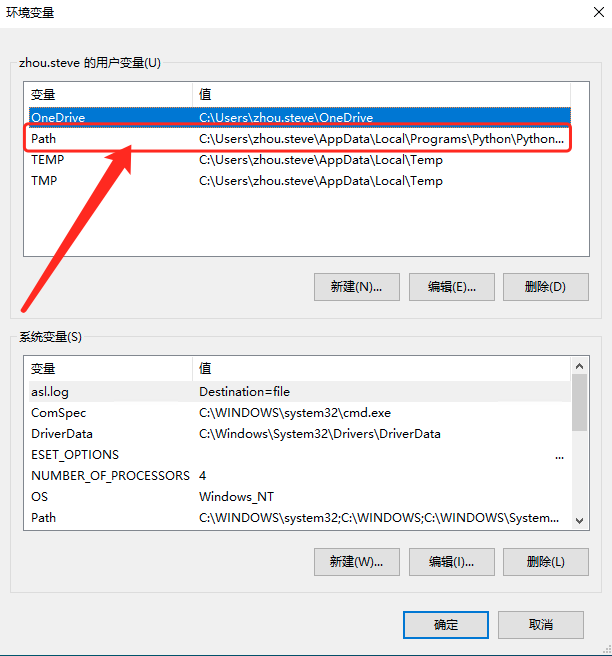 环境变量
zhou.steve 的用户变量(U)
变量 值
OneDrive C:\Users\zhou.steve\OneDrive
Path C:\Users\zhou.steve\AppData\Local\Programs\Python\Python...
TEMP C:\Users\zhou.steve\AppData\Local\Temp
TMP C:\Users\zhou.steve\AppData\Local\Temp
新建(N)... 编辑(E)... 删除(D)
系统变量(S)
变量 值
asl.log Destination=file
ComSpec C:\WINDOWS\system32\cmd.exe
DriverData C:\Windows\System32\Drivers\DriverData
ESET_OPTIONS ...
NUMBER_OF_PROCESSORS 4
OS Windows_NT
Path C:\WINDOWS\system32;C:\WINDOWS;C:\WINDOWS\System...
新建(W)... 编辑(I)... 删除(L)
确定 取消